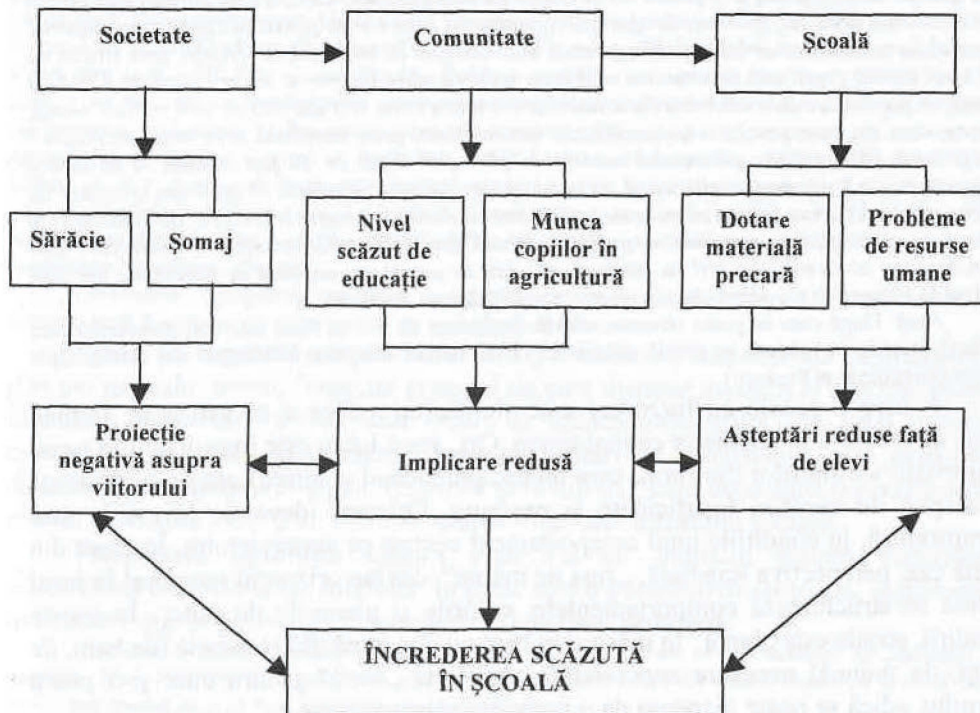 Societate
Comunitate
Școală
Sărăcie
Șomaj
Nivel
scăzut de
educație
Munca
copiilor în
agricultură
Dotare
materială
precară
Probleme
de resurse
umane
Proiecție
negativă asupra
viitorului
Implicare redusă
Așteptări reduse față
de elevi
ÎNCREDEREA SCĂZUTĂ
ÎN ȘCOALĂ